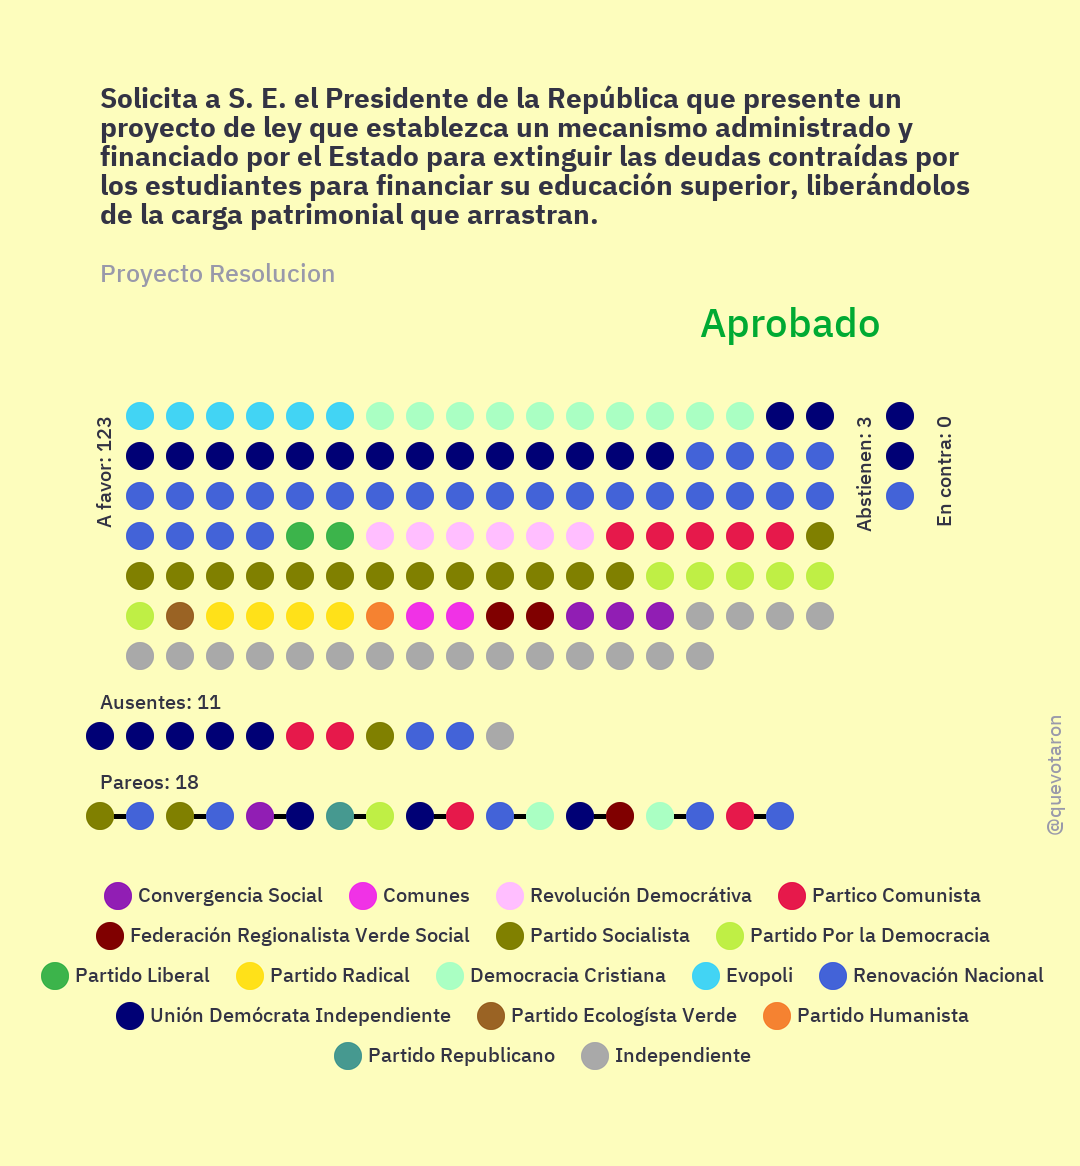 Solicita a S. E. el Presidente de la República que presente un
proyecto de ley que establezca un mecanismo administrado y
financiado por el Estado para extinguir las deudas contraídas por
los estudiantes para financiar su educación superior, liberándolos
de la carga patrimonial que arrastran.
Proyecto Resolucion
Aprobado
A favor: 123
Abstienen: 3
En contra: 0
Ausentes: 11
Pareos: 18
@quevotaron
Convergencia Social Comunes Revolución Democrátiva Partico Comunista
Federación Regionalista Verde Social Partido Socialista Partido Por la Democracia
Partido Liberal Partido Radical Democracia Cristiana Evopoli Renovación Nacional
Unión Demócrata Independiente Partido Ecologísta Verde Partido Humanista
Partido Republicano Independiente